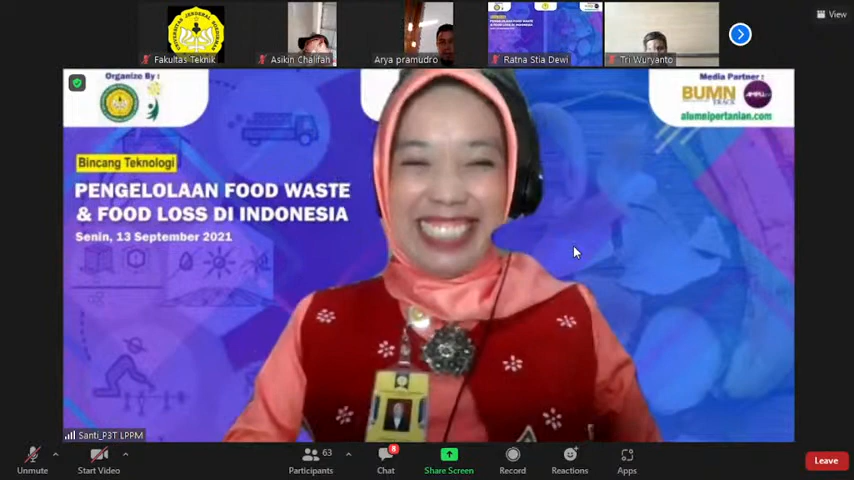 View
Fakultas Teknik
Asikin Chalifah
Arya pramudro
Ratna Stia Dewi
Tri Wuryanto
Organize By :
Media Partner :
BUMN
TRACK
alumnipertanian.com
Bincang Teknologi
PENGELOLAAN FOOD WASTE
& FOOD LOSS DI INDONESIA
Senin, 13 September 2021
Santi_P3T LPPM
Unmute
Start Video
Participants
63
Chat
8
Share Screen
Record
Reactions
Apps
Leave